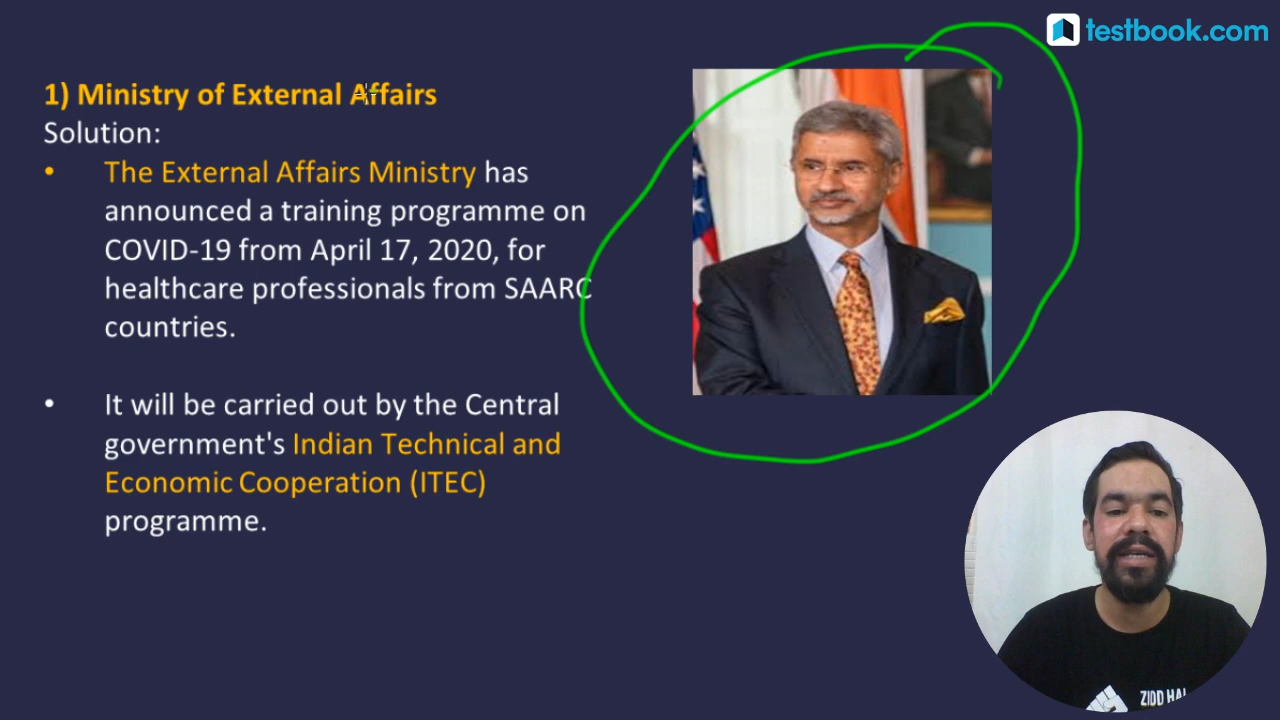 testbook.com
1) Ministry of External Affairs
Solution:
• The External Affairs Ministry has
announced a training programme on
COVID-19 from April 17, 2020, for
healthcare professionals from SAARC
countries.
• It will be carried out by the Central
government's Indian Technical and
Economic Cooperation (ITEC)
programme.
ZIDD HAI